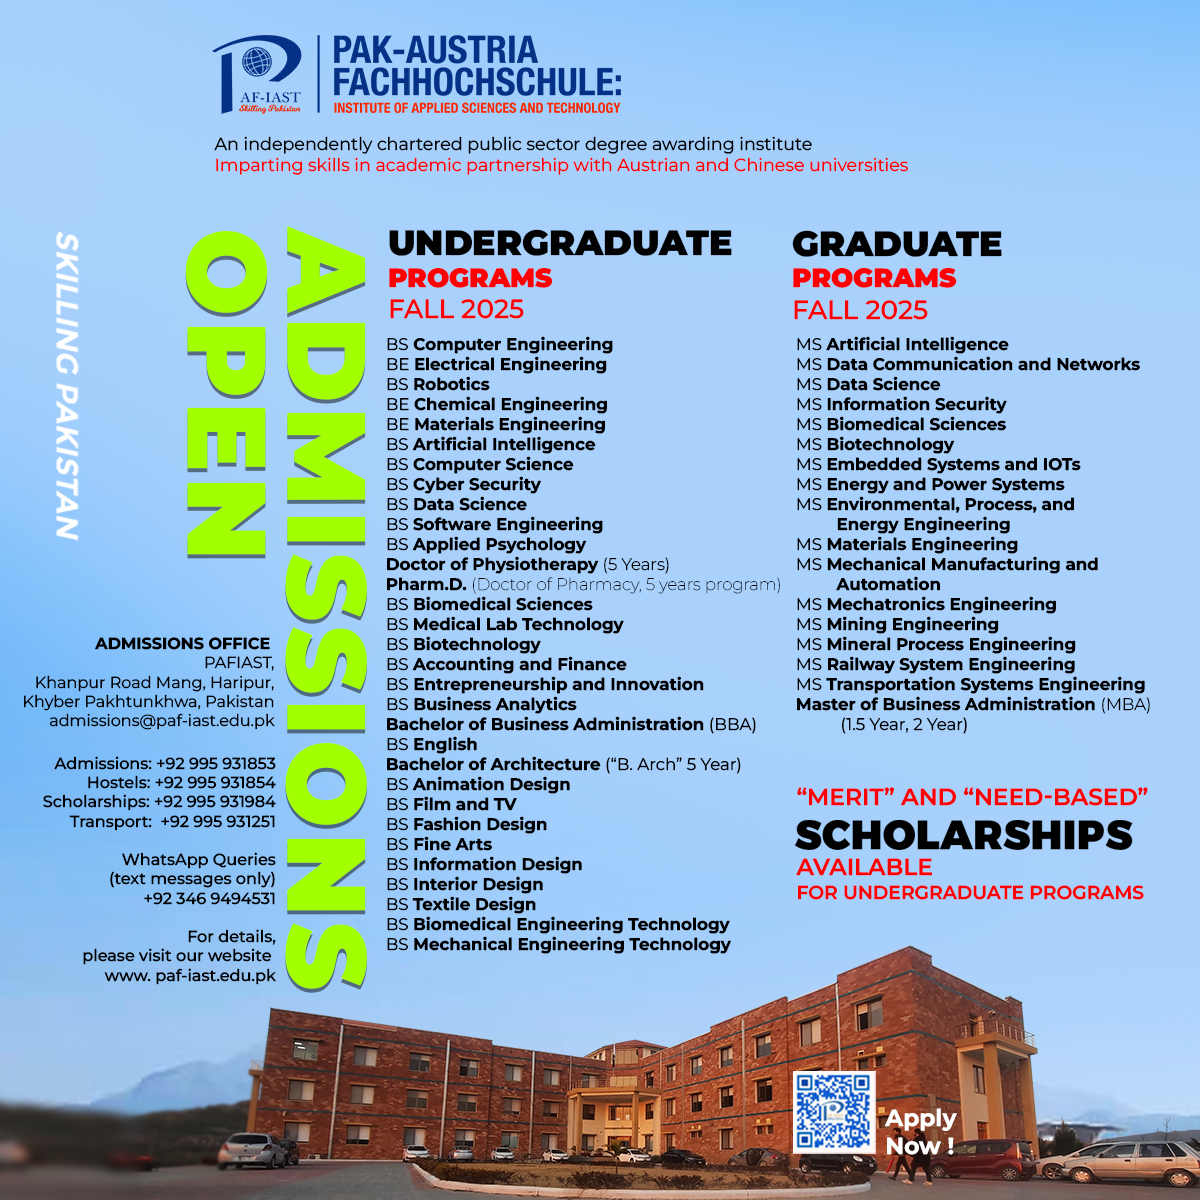 PAK-AUSTRIA
FACHHOCHSCHULE:
INSTITUTE OF APPLIED SCIENCES AND TECHNOLOGY
AF-IAST
Skilling Pakistan
An independently chartered public sector degree awarding institute
Imparting skills in academic partnership with Austrian and Chinese universities
SKILLING PAKISTAN
ADMISSIONS
OPEN
UNDERGRADUATE
PROGRAMS
FALL 2025
BS Computer Engineering
BE Electrical Engineering
BS Robotics
BE Chemical Engineering
BE Materials Engineering
BS Artificial Intelligence
BS Computer Science
BS Cyber Security
BS Data Science
BS Software Engineering
BS Applied Psychology
Doctor of Physiotherapy (5 Years)
Pharm.D. (Doctor of Pharmacy, 5 years program)
BS Biomedical Sciences
BS Medical Lab Technology
BS Biotechnology
BS Accounting and Finance
BS Entrepreneurship and Innovation
BS Business Analytics
Bachelor of Business Administration (BBA)
BS English
Bachelor of Architecture (“B. Arch” 5 Year)
BS Animation Design
BS Film and TV
BS Fashion Design
BS Fine Arts
BS Information Design
BS Interior Design
BS Textile Design
BS Biomedical Engineering Technology
BS Mechanical Engineering Technology
GRADUATE
PROGRAMS
FALL 2025
MS Artificial Intelligence
MS Data Communication and Networks
MS Data Science
MS Information Security
MS Biomedical Sciences
MS Biotechnology
MS Embedded Systems and IOTs
MS Energy and Power Systems
MS Environmental, Process, and
Energy Engineering
MS Materials Engineering
MS Mechanical Manufacturing and
Automation
MS Mechatronics Engineering
MS Mining Engineering
MS Mineral Process Engineering
MS Railway System Engineering
MS Transportation Systems Engineering
Master of Business Administration (MBA)
(1.5 Year, 2 Year)
“MERIT” AND “NEED-BASED”
SCHOLARSHIPS
AVAILABLE
FOR UNDERGRADUATE PROGRAMS
ADMISSIONS OFFICE
PAFIAST,
Khanpur Road Mang, Haripur,
Khyber Pakhtunkhwa, Pakistan
admissions@paf-iast.edu.pk
Admissions: +92 995 931853
Hostels: +92 995 931854
Scholarships: +92 995 931984
Transport: +92 995 931251
WhatsApp Queries
(text messages only)
+92 346 9494531
For details,
please visit our website
www. paf-iast.edu.pk
Apply
Now !